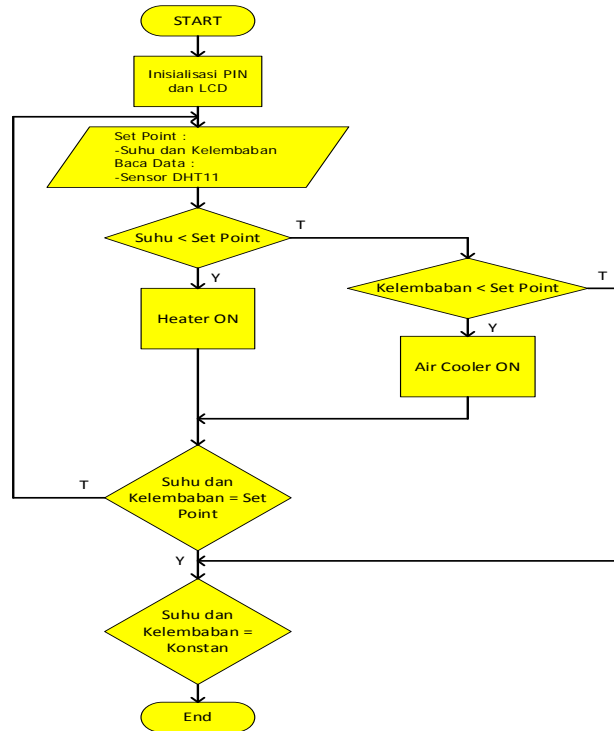 START
Inisialisasi PIN
dan LCD
Set Point :
-Suhu dan Kelembaban
Baca Data :
-Sensor DHT11
Suhu < Set Point
T
Y
Kelembaban < Set Point
T
Y
Heater ON
Air Cooler ON
Suhu dan
Kelembaban = Set
Point
T
Y
Suhu dan
Kelembaban =
Konstan
End